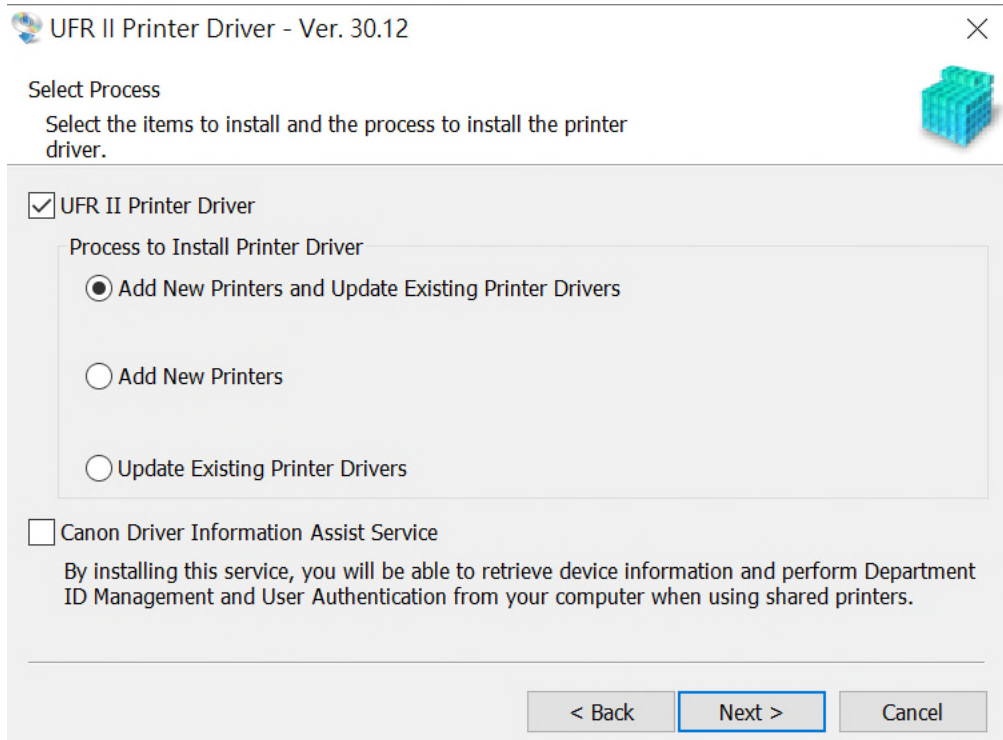 UFR II Printer Driver - Ver. 30.12
Select Process
Select the items to install and the process to install the printer
driver.
UFR II Printer Driver
Process to Install Printer Driver
Add New Printers and Update Existing Printer Drivers
Add New Printers
Update Existing Printer Drivers
Canon Driver Information Assist Service
By installing this service, you will be able to retrieve device information and perform Department
ID Management and User Authentication from your computer when using shared printers.
< Back
Next >
Cancel